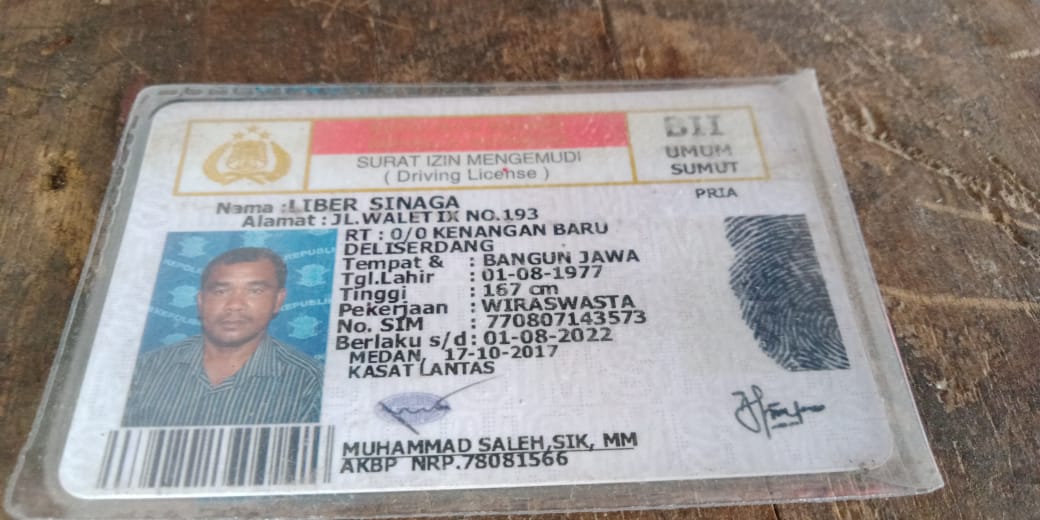 SURAT IZIN MENGEMUDI
( Driving License )
BII
UMUM
SUMUT
PRIA
Nama : LIBER SINAGA
Alamat : JL.WALET IX NO.193
RT : 0/0 KENANGAN BARU
DELISERDANG
Tempat & : BANGUN JAWA
Tgl.Lahir : 01-08-1977
Tinggi : 167 cm
Pekerjaan : WIRASWASTA
No. SIM : 770807143573
Berlaku s/d : 01-08-2022
MEDAN, 17-10-2017
KASAT LANTAS
MUHAMMAD SALEH,SIK, MM
AKBP NRP.78081566